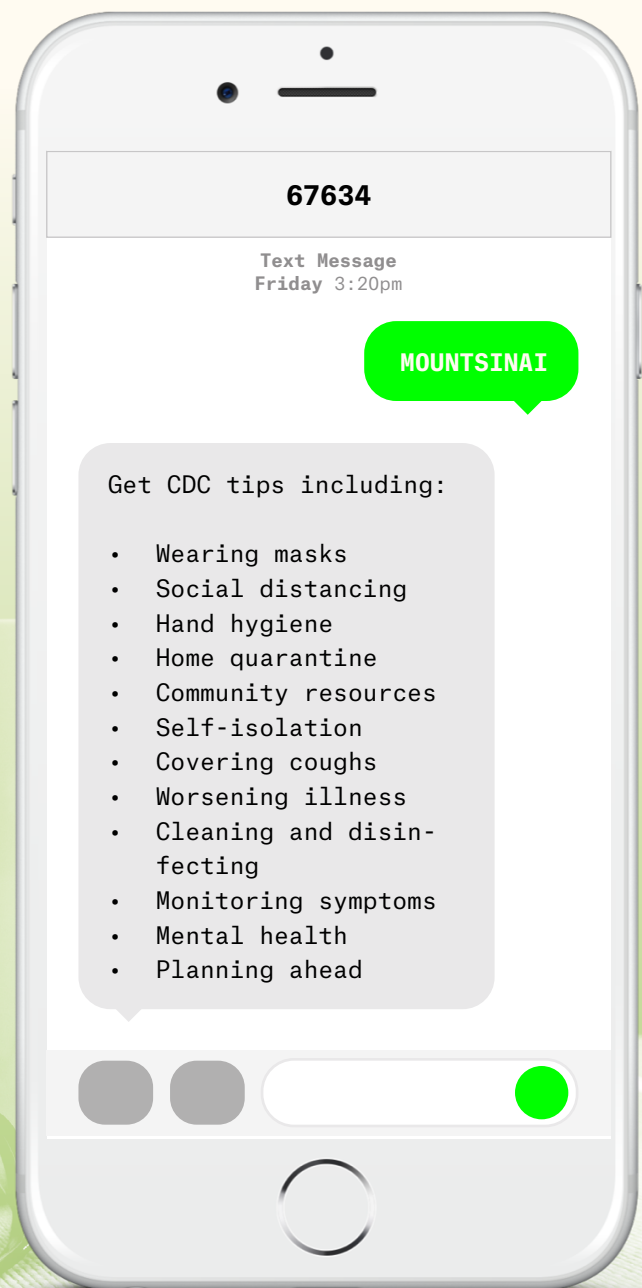 67634
Text Message
Friday 3:20pm
MOUNTSINAI
Get CDC tips including:
• Wearing masks
• Social distancing
• Hand hygiene
• Home quarantine
• Community resources
• Self-isolation
• Covering coughs
• Worsening illness
• Cleaning and disin-
fecting
• Monitoring symptoms
• Mental health
• Planning ahead